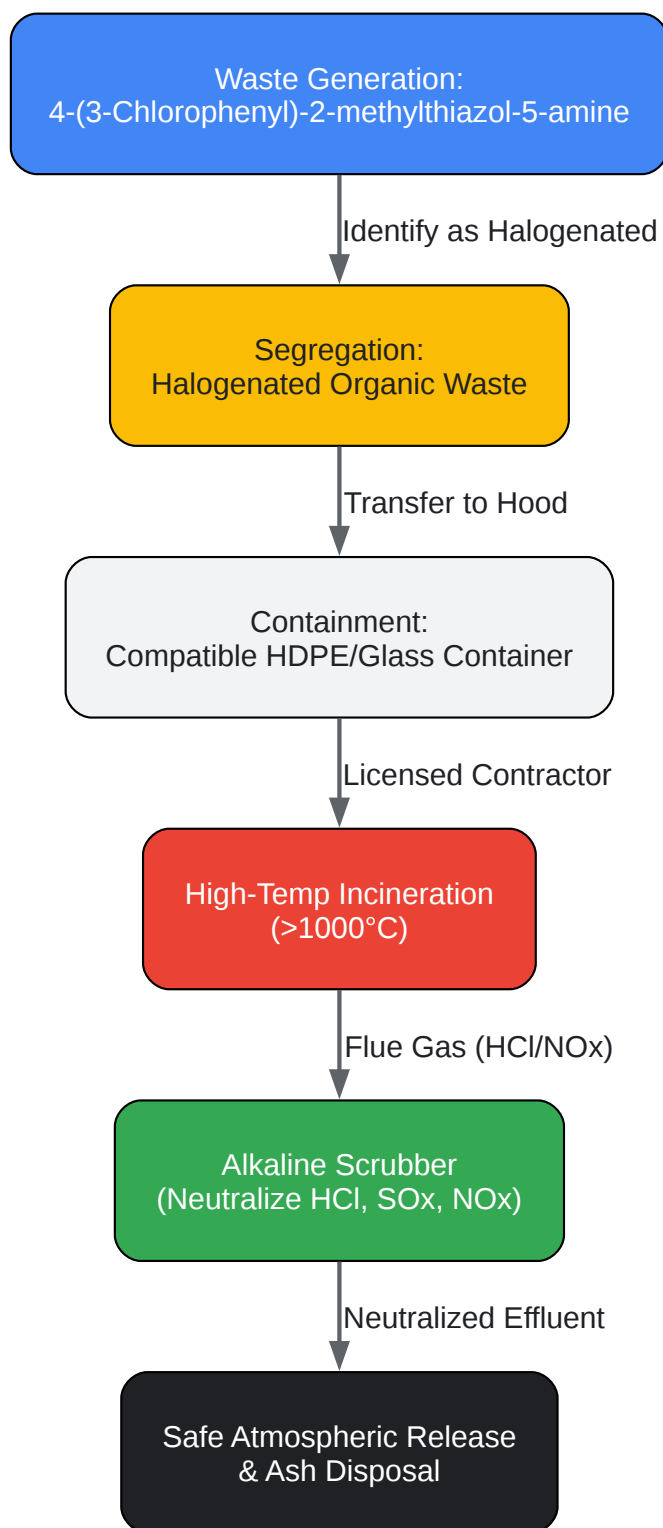 Waste Generation:
4-(3-Chlorophenyl)-2-methylthiazol-5-amine
Identify as Halogenated
Segregation:
Halogenated Organic Waste
Transfer to Hood
Containment:
Compatible HDPE/Glass Container
Licensed Contractor
High-Temp Incineration
(>1000°C)
Flue Gas (HCl/NOx)
Alkaline Scrubber
(Neutralize HCl, SOx, NOx)
Neutralized Effluent
Safe Atmospheric Release
& Ash Disposal